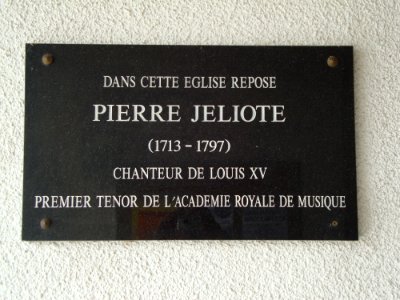 DANS CETTE EGLISE REPOSE
PIERRE JELIOTE
(1713 - 1797)
CHANTEUR DE LOUIS XV
PREMIER TENOR DE L'ACADEMIE ROYALE DE MUSIQUE